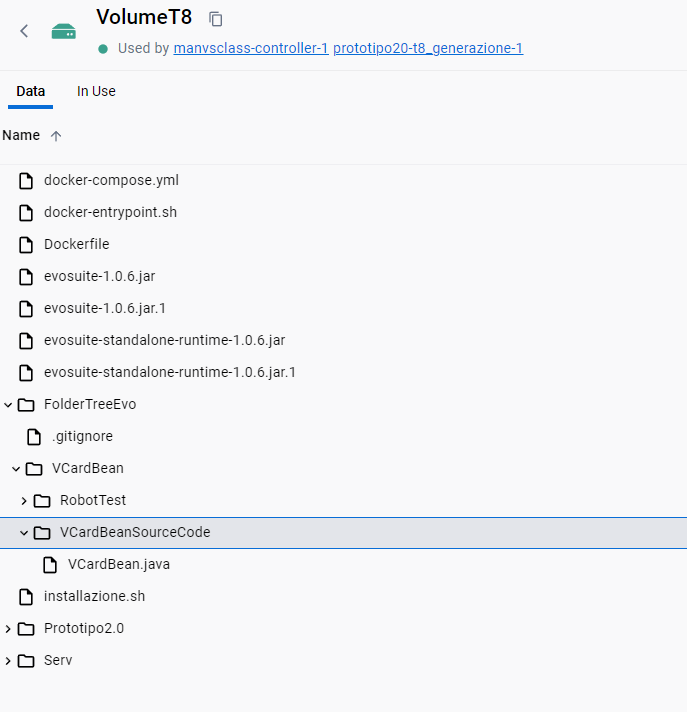 VolumeT8
Used by manvsclass-controller-1 prototipo20-t8_generazione-1
Data In Use
Name
docker-compose.yml
docker-entrypoint.sh
Dockerfile
evosuite-1.0.6.jar
evosuite-1.0.6.jar.1
evosuite-standalone-runtime-1.0.6.jar
evosuite-standalone-runtime-1.0.6.jar.1
FolderTreeEvo
.gitignore
VCardBean
RobotTest
VCardBeanSourceCode
VCardBean.java
installazione.sh
Prototipo2.0
Serv